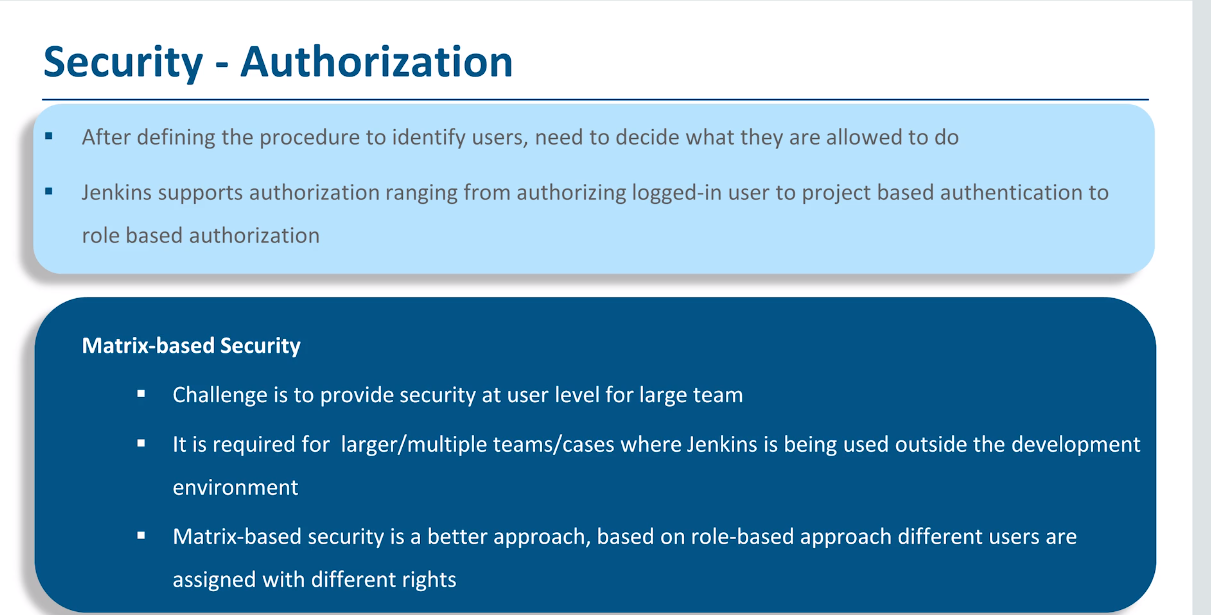 Security - Authorization
▪ After defining the procedure to identify users, need to decide what they are allowed to do
▪ Jenkins supports authorization ranging from authorizing logged-in user to project based authentication to
role based authorization
Matrix-based Security
▪ Challenge is to provide security at user level for large team
▪ It is required for  larger/multiple teams/cases where Jenkins is being used outside the development
environment
▪ Matrix-based security is a better approach, based on role-based approach different users are
assigned with different rights